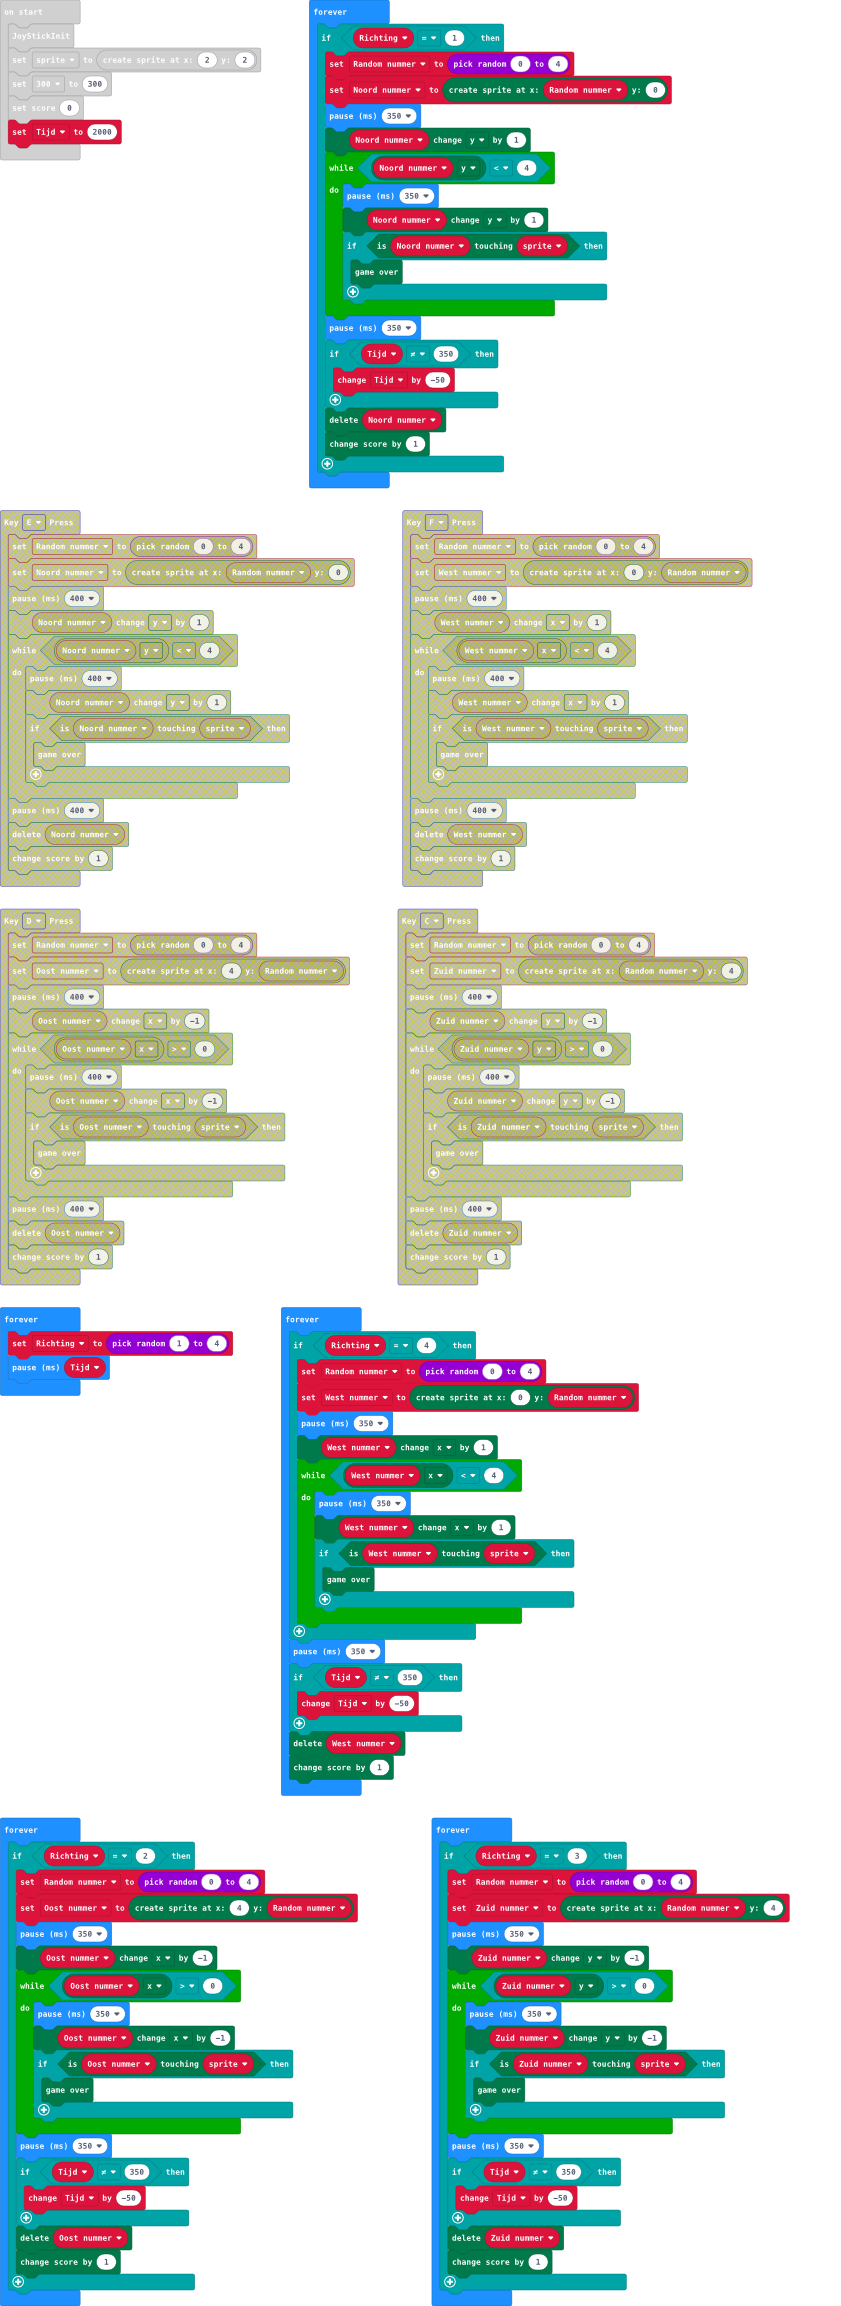 on start
JoyStickInit
set sprite to create sprite at x: 2 y: 2
set 300 to 300
set score 0
set Tijd to 2000
forever
if Richting = 1 then
set Random nummer to pick random 0 to 4
set Noord nummer to create sprite at x: Random nummer y: 0
pause (ms) 350
Noord nummer change y by 1
while Noord nummer y < 4
do
pause (ms) 350
Noord nummer change y by 1
if is Noord nummer touching sprite then
game over
pause (ms) 350
if Tijd ≠ 350 then
change Tijd by -50
delete Noord nummer
change score by 1
Key E Press
set Random nummer to pick random 0 to 4
set Noord nummer to create sprite at x: Random nummer y: 0
pause (ms) 400
Noord nummer change y by 1
while Noord nummer y < 4
do
pause (ms) 400
Noord nummer change y by 1
if is Noord nummer touching sprite then
game over
pause (ms) 400
delete Noord nummer
change score by 1
Key F Press
set Random nummer to pick random 0 to 4
set West nummer to create sprite at x: 0 y: Random nummer
pause (ms) 400
West nummer change x by 1
while West nummer x < 4
do
pause (ms) 400
West nummer change x by 1
if is West nummer touching sprite then
game over
pause (ms) 400
delete West nummer
change score by 1
Key D Press
set Random nummer to pick random 0 to 4
set Oost nummer to create sprite at x: 4 y: Random nummer
pause (ms) 400
Oost nummer change x by -1
while Oost nummer x > 0
do
pause (ms) 400
Oost nummer change x by -1
if is Oost nummer touching sprite then
game over
pause (ms) 400
delete Oost nummer
change score by 1
Key C Press
set Random nummer to pick random 0 to 4
set Zuid nummer to create sprite at x: Random nummer y: 4
pause (ms) 400
Zuid nummer change y by -1
while Zuid nummer y > 0
do
pause (ms) 400
Zuid nummer change y by -1
if is Zuid nummer touching sprite then
game over
pause (ms) 400
delete Zuid nummer
change score by 1
forever
set Richting to pick random 1 to 4
pause (ms) Tijd
forever
if Richting = 4 then
set Random nummer to pick random 0 to 4
set West nummer to create sprite at x: 0 y: Random nummer
pause (ms) 350
West nummer change x by 1
while West nummer x < 4
do
pause (ms) 350
West nummer change x by 1
if is West nummer touching sprite then
game over
pause (ms) 350
if Tijd ≠ 350 then
change Tijd by -50
delete West nummer
change score by 1
forever
if Richting = 2 then
set Random nummer to pick random 0 to 4
set Oost nummer to create sprite at x: 4 y: Random nummer
pause (ms) 350
Oost nummer change x by -1
while Oost nummer x > 0
do
pause (ms) 350
Oost nummer change x by -1
if is Oost nummer touching sprite then
game over
pause (ms) 350
if Tijd ≠ 350 then
change Tijd by -50
delete Oost nummer
change score by 1
forever
if Richting = 3 then
set Random nummer to pick random 0 to 4
set Zuid nummer to create sprite at x: Random nummer y: 4
pause (ms) 350
Zuid nummer change y by -1
while Zuid nummer y > 0
do
pause (ms) 350
Zuid nummer change y by -1
if is Zuid nummer touching sprite then
game over
pause (ms) 350
if Tijd ≠ 350 then
change Tijd by -50
delete Zuid nummer
change score by 1